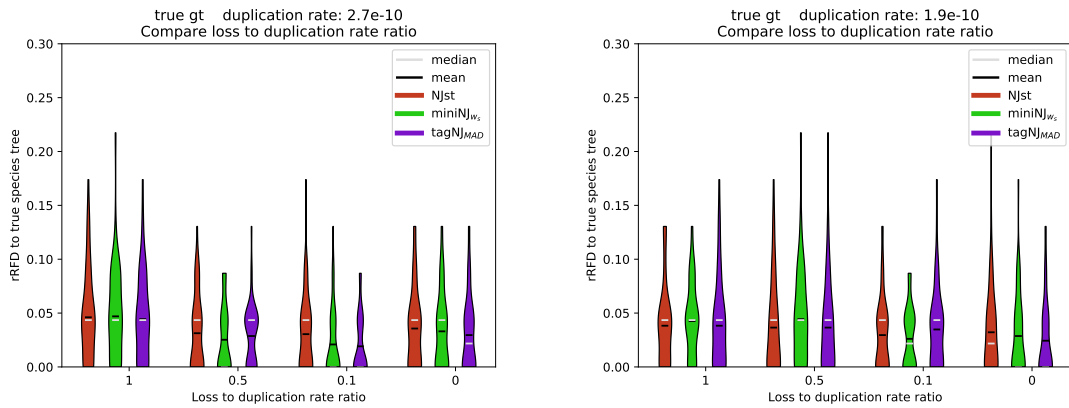 true gt    duplication rate: 2.7e-10
Compare loss to duplication rate ratio
rRFD to true species tree
0.30
0.25
0.20
0.15
0.10
0.05
0.00
median
mean
NJst
miniNJ_{w_s}
tagNJ_{MAD}
1
0.5
0.1
0
Loss to duplication rate ratio
true gt    duplication rate: 1.9e-10
Compare loss to duplication rate ratio
rRFD to true species tree
0.30
0.25
0.20
0.15
0.10
0.05
0.00
median
mean
NJst
miniNJ_{w_s}
tagNJ_{MAD}
1
0.5
0.1
0
Loss to duplication rate ratio